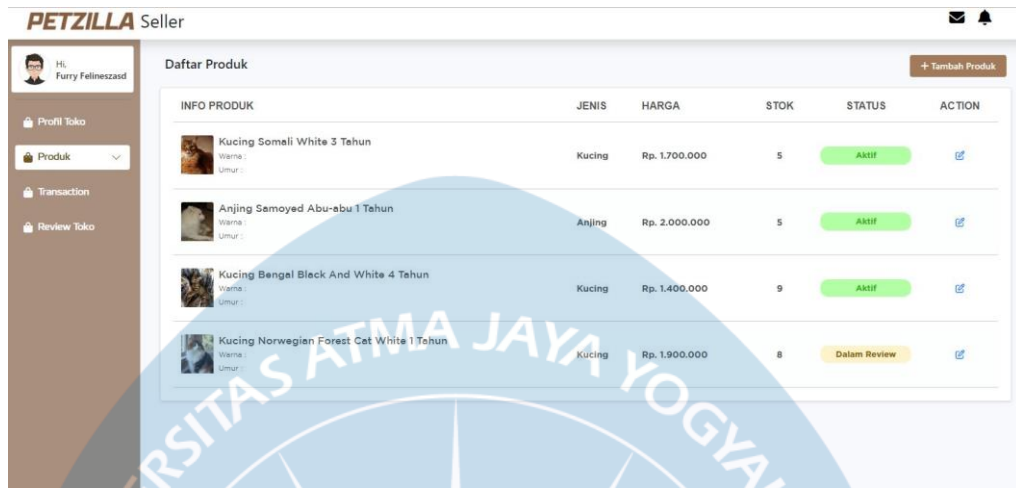 PETZILLA Seller
Hi,
Furry Felineszasd
Profil Toko
Produk
Transaction
Review Toko
Daftar Produk
+ Tambah Produk
INFO PRODUK JENIS HARGA STOK STATUS ACTION
Kucing Somali White 3 Tahun
Warna :
Umur :
Kucing Rp. 1.700.000 5 Aktif
Anjing Samoyed Abu-abu 1 Tahun
Warna :
Umur :
Anjing Rp. 2.000.000 5 Aktif
Kucing Bengal Black And White 4 Tahun
Warna :
Umur :
Kucing Rp. 1.400.000 9 Aktif
Kucing Norwegian Forest Cat White 1 Tahun
Warna :
Umur :
Kucing Rp. 1.900.000 8 Dalam Review
RSITAS ATMA JAYA YOGYA